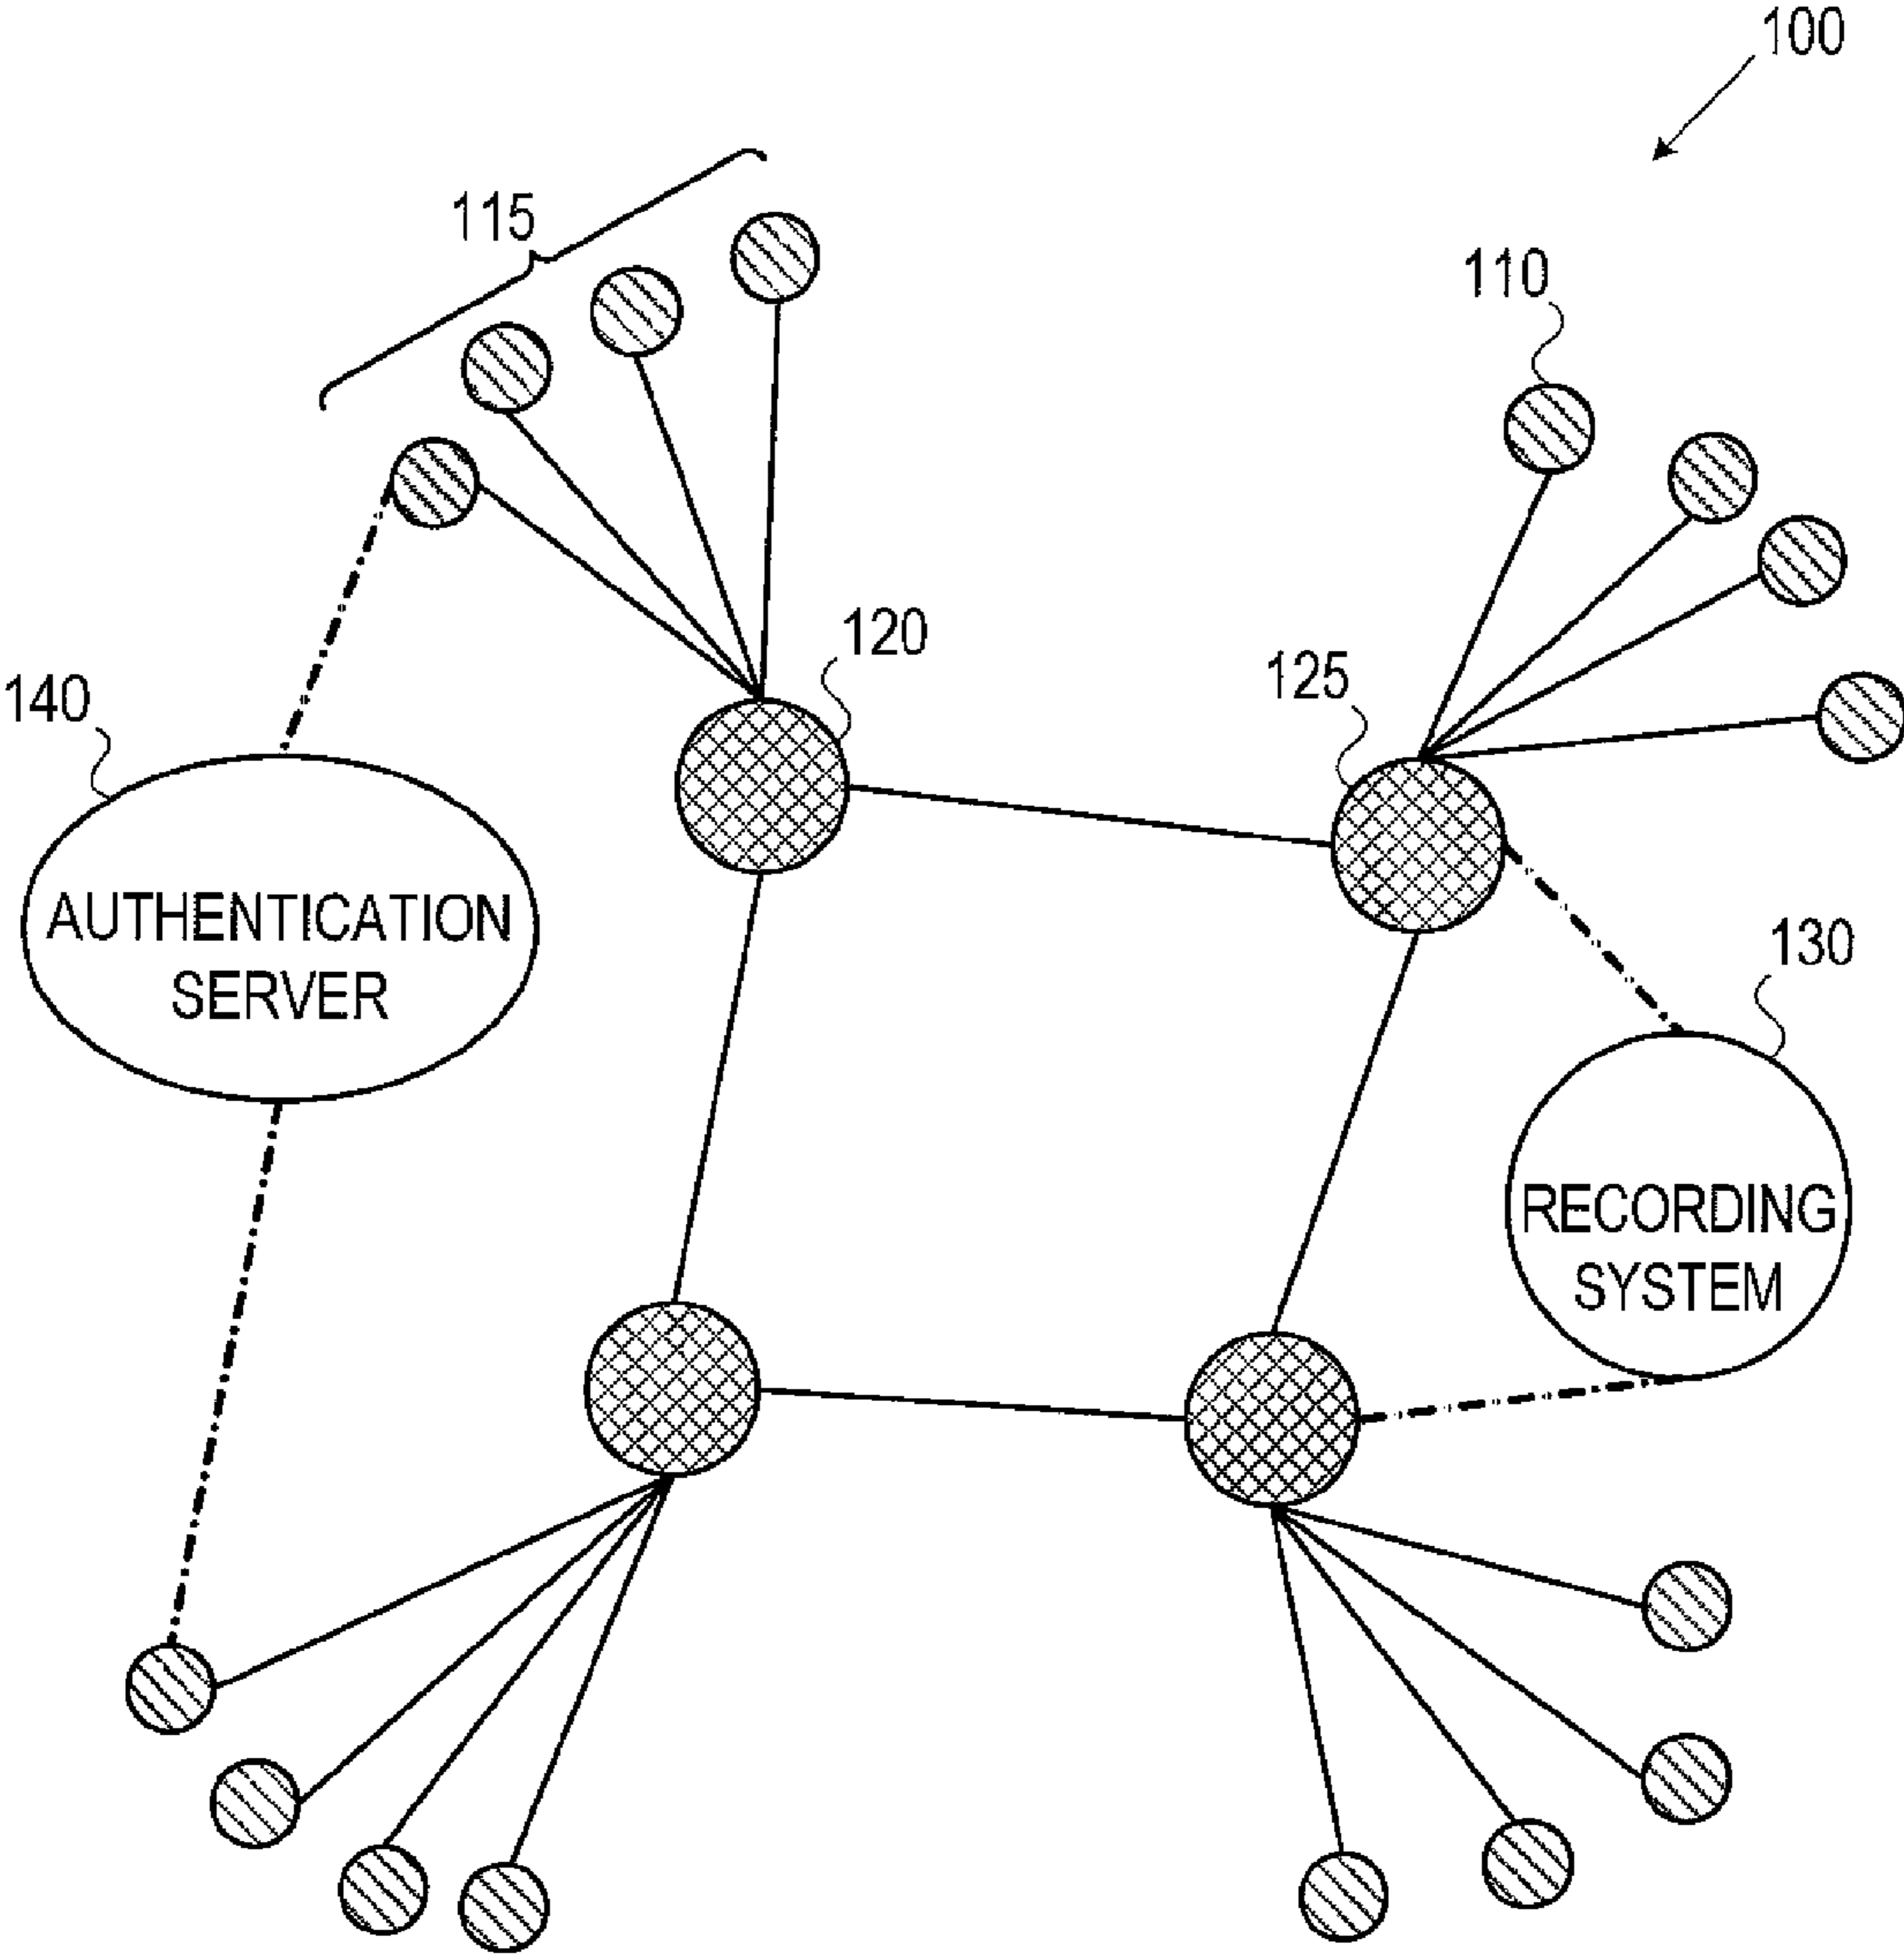 100
115
110
120
125
140
AUTHENTICATION
SERVER
130
RECORDING
SYSTEM